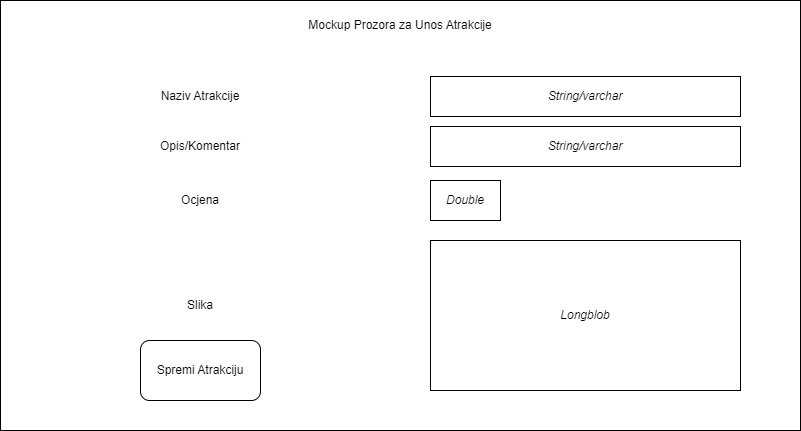 Mockup Prozora za Unos Atrakcije
Naziv Atrakcije
String/varchar
Opis/Komentar
String/varchar
Ocjena
Double
Slika
Longblob
Spremi Atrakciju